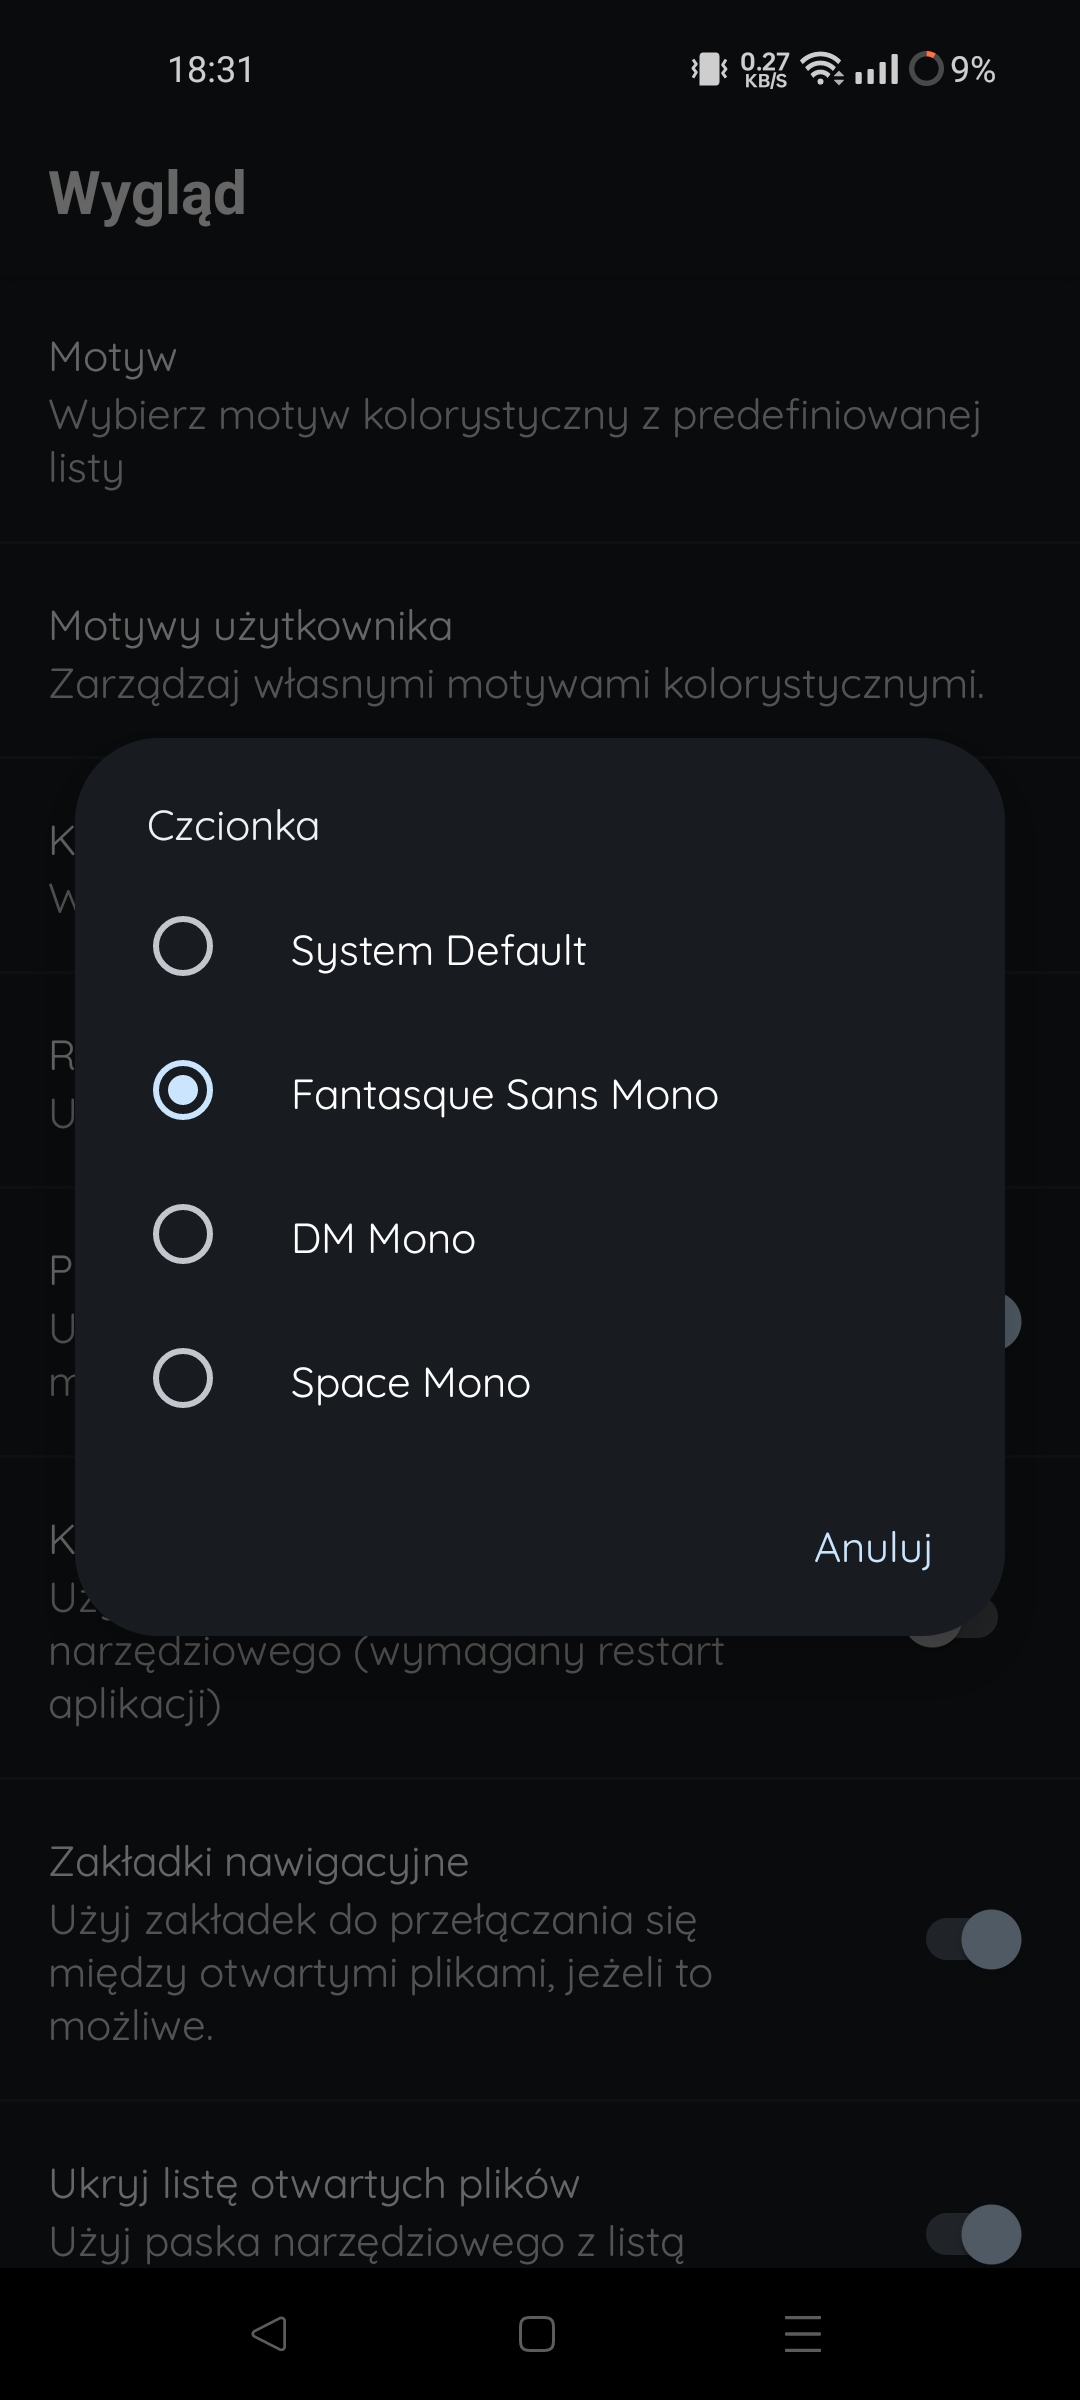 18:31
0.27
KB/S
9%
Wygląd
Motyw
Wybierz motyw kolorystyczny z predefiniowanej
listy
Motywy użytkownika
Zarządzaj własnymi motywami kolorystycznymi.
Czcionka
System Default
Fantasque Sans Mono
DM Mono
Space Mono
Anuluj
narzędziowego (wymagany restart
aplikacji)
Zakładki nawigacyjne
Użyj zakładek do przełączania się
między otwartymi plikami, jeżeli to
możliwe.
Ukryj listę otwartych plików
Użyj paska narzędziowego z listą